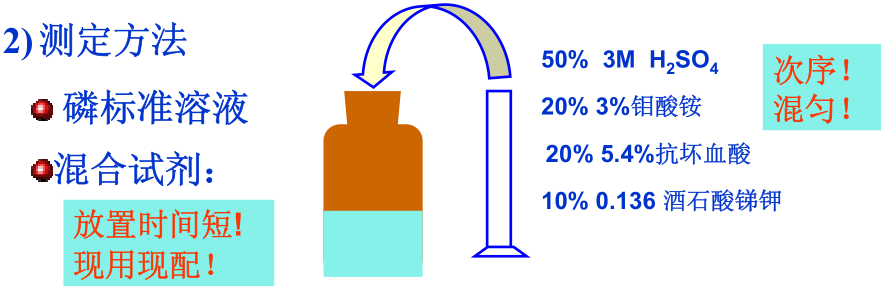 2) 测定方法
磷标准溶液
混合试剂：
放置时间短!
现用现配！
50% 3M H₂SO₄
20% 3%钼酸铵
20% 5.4%抗坏血酸
10% 0.136 酒石酸锑钾
次序！
混匀！